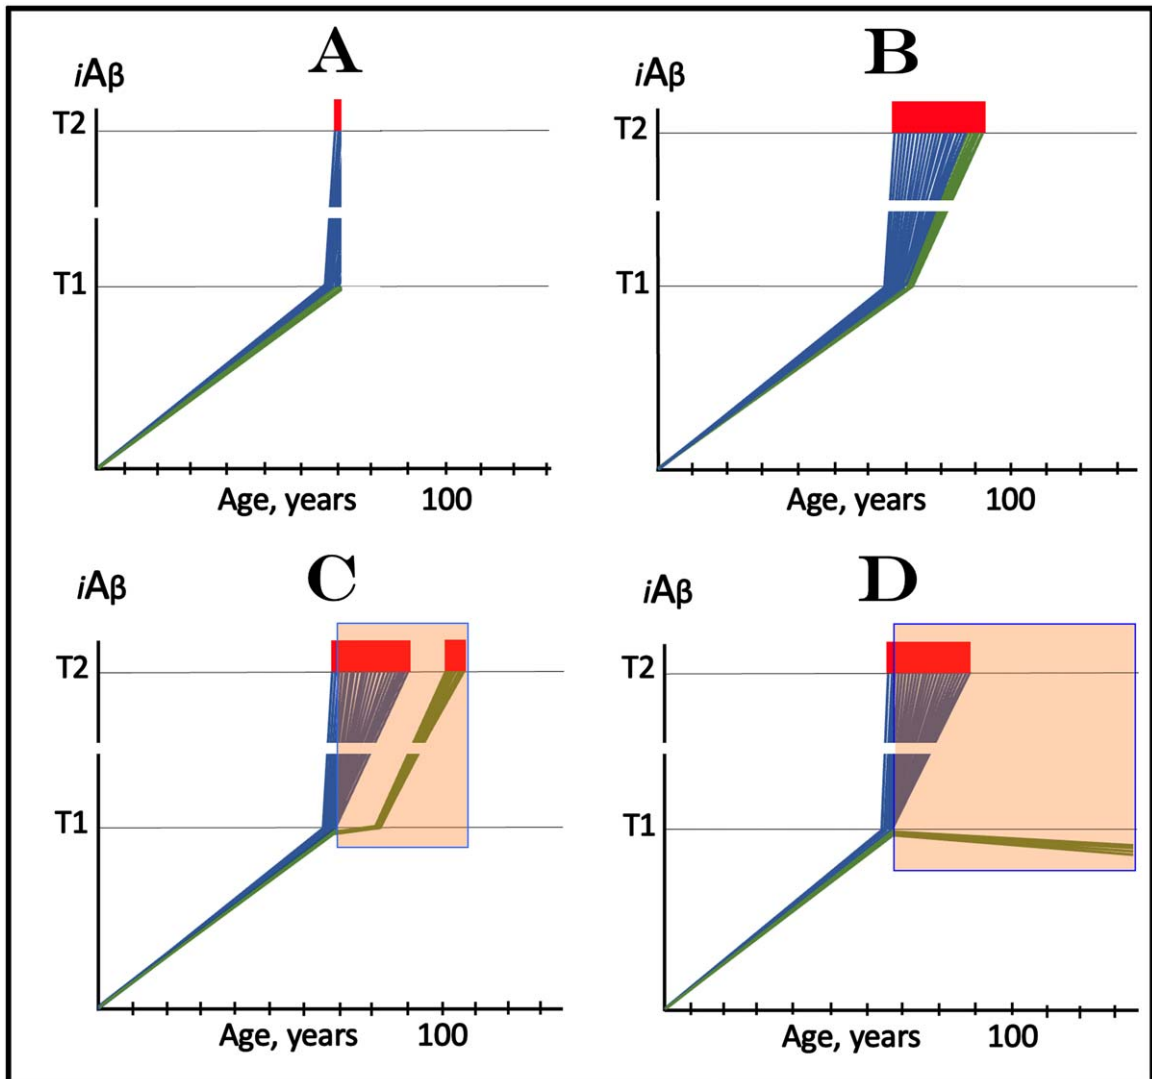 A
iAβ
T2
T1
Age, years 100
B
iAβ
T2
T1
Age, years 100
C
iAβ
T2
T1
Age, years 100
D
iAβ
T2
T1
Age, years 100